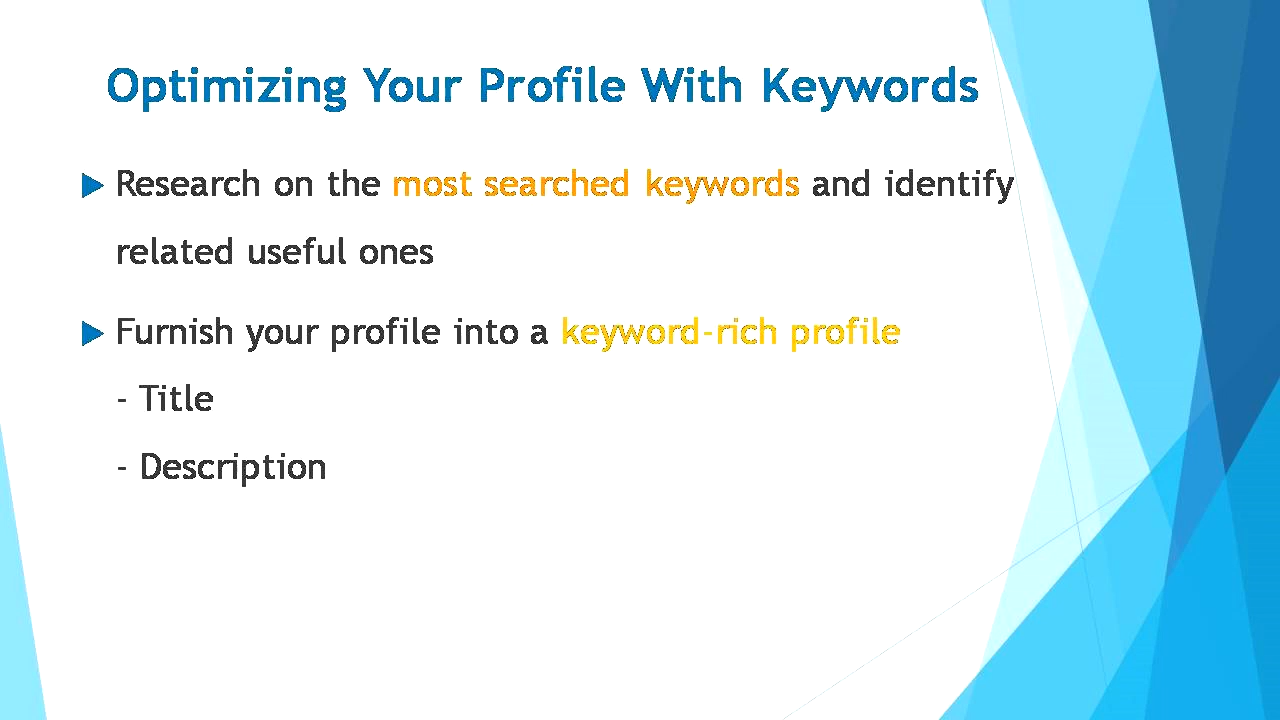 Optimizing Your Profile With Keywords
Research on the most searched keywords and identify
related useful ones
Furnish your profile into a keyword-rich profile
- Title
- Description